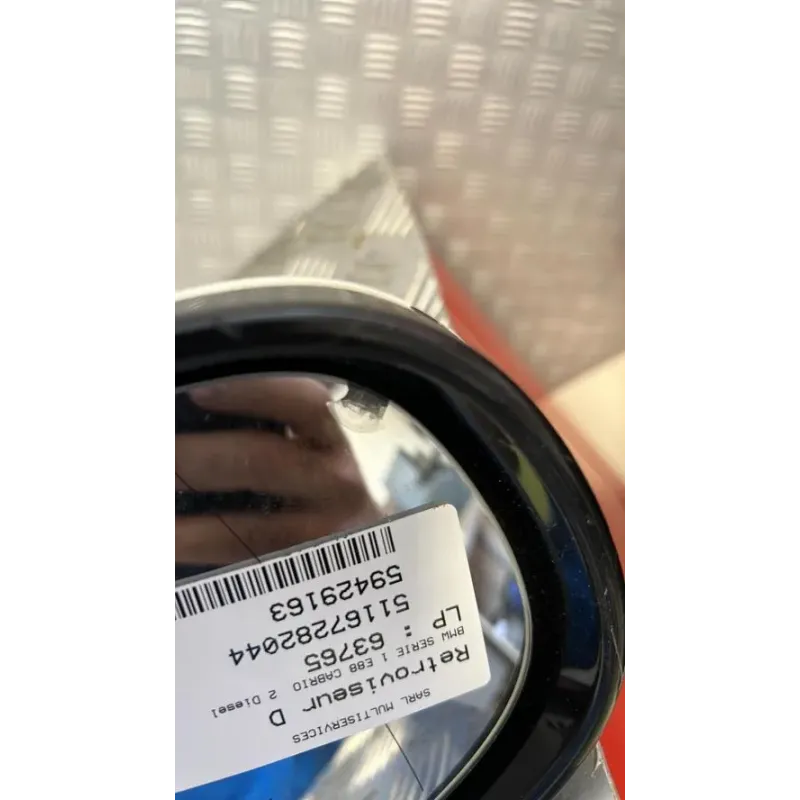 SARL MULTISERVICES
Retroviseur D
BMW SERIE 1 E88 CABRIO 2 Diesel
LP : 63765
51167282044
59429163